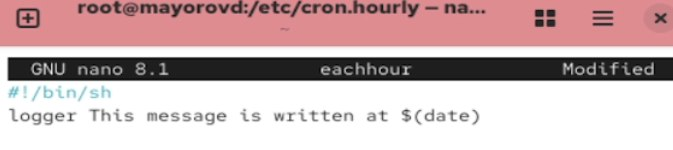 root@mayorovd:/etc/cron.hourly — na...
~
GNU nano 8.1 eachhour Modified
#!/bin/sh
logger This message is written at $(date)